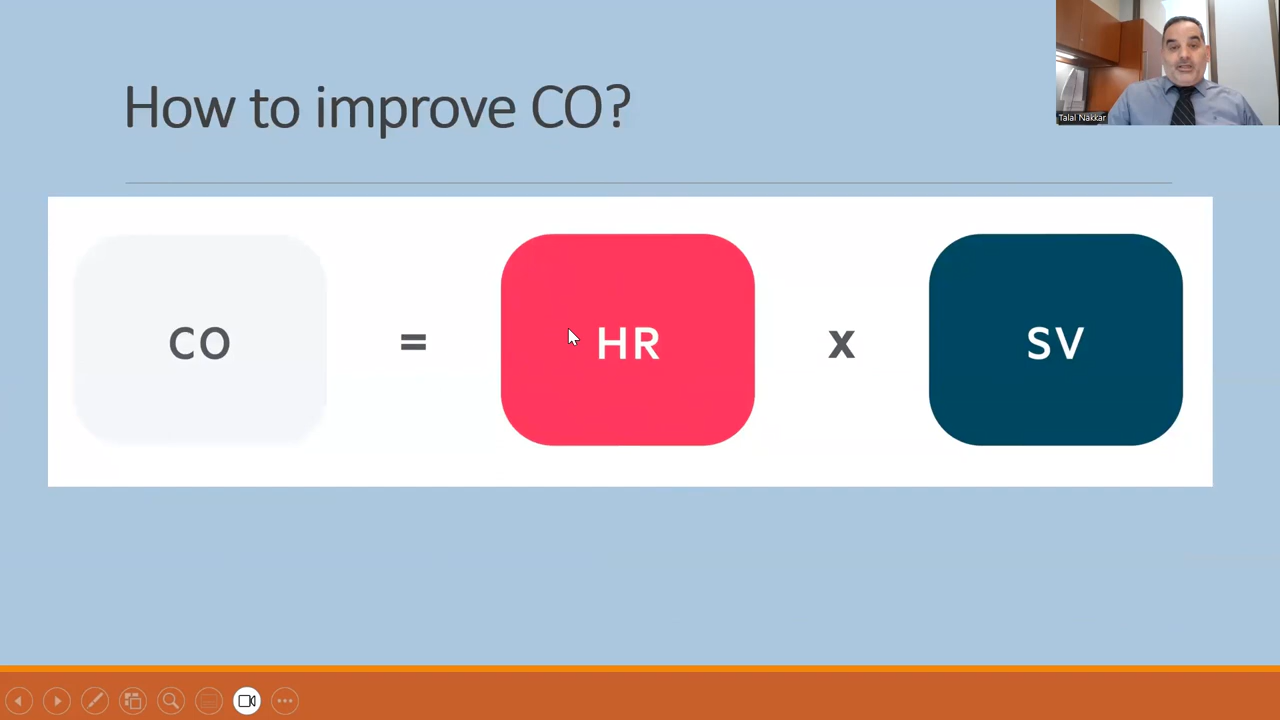 How to improve CO?
Talal Nakkar
CO = HR x SV